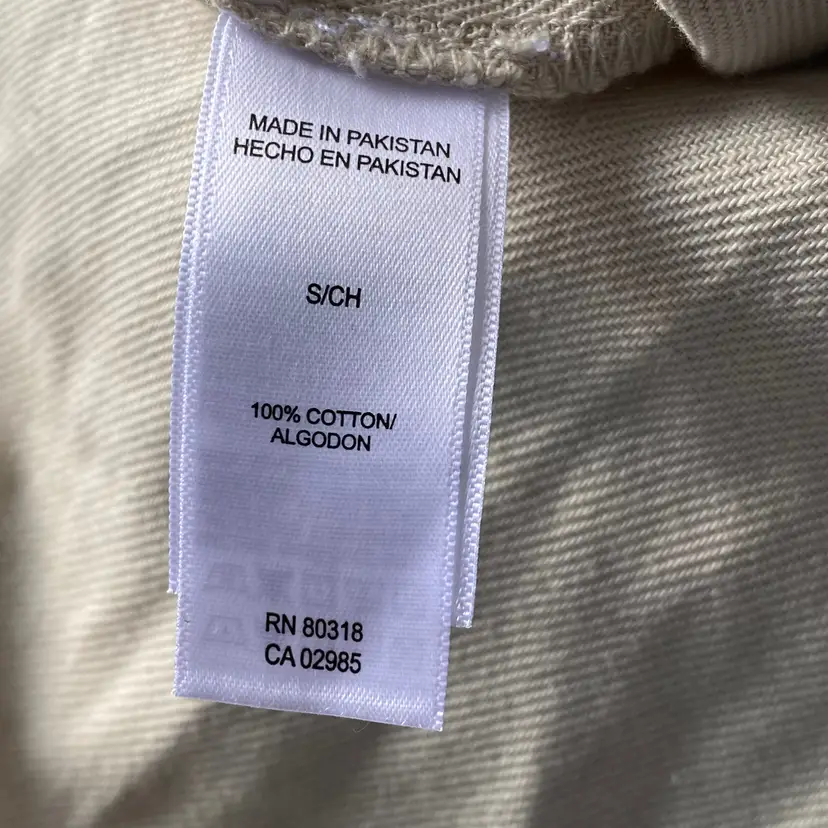 MADE IN PAKISTAN
HECHO EN PAKISTAN
S/CH
100% COTTON/
ALGODON
RN 80318
CA 02985